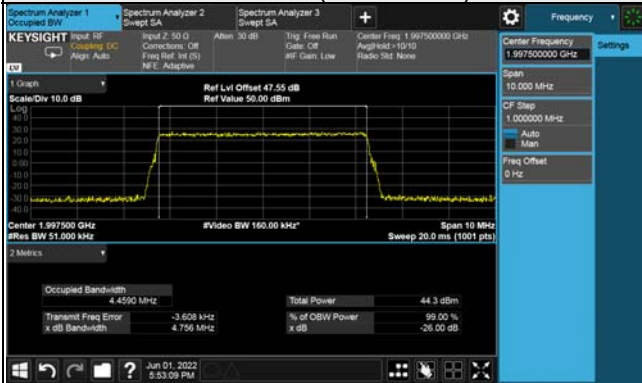 Spectrum Analyzer 1
Occupied BW
Spectrum Analyzer 2
Swept SA
Spectrum Analyzer 3
Swept SA
+
Frequency
KEYSIGHT
Input: RF
Coupling: DC
Align: Auto
Input Z: 50 Ω
Corrections: Off
Freq Ref: Int (S)
NFE: Adaptive
Atten: 30 dB
Trig: Free Run
Gate: Off
#IF Gain: Low
Center Freq: 1.997500000 GHz
Avg|Hold:>10/10
Radio Std: None
LXI
Center Frequency
1.997500000 GHz
Settings
Span
10.000 MHz
CF Step
1.000000 MHz
Auto
Man
Freq Offset
0 Hz
1 Graph
Scale/Div 10.0 dB
Ref Lvl Offset 47.55 dB
Ref Value 50.00 dBm
Log
40.0
30.0
20.0
10.0
0.00
-10.0
-20.0
-30.0
-40.0
Center 1.997500 GHz
#Res BW 51.000 kHz
#Video BW 160.00 kHz*
Span 10 MHz
Sweep 20.0 ms (1001 pts)
2 Metrics
Occupied Bandwidth
4.4590 MHz
Total Power
44.3 dBm
Transmit Freq Error
-3.608 kHz
% of OBW Power
99.00 %
x dB Bandwidth
4.756 MHz
x dB
-26.00 dB
?
Jun 01, 2022
5:53:09 PM